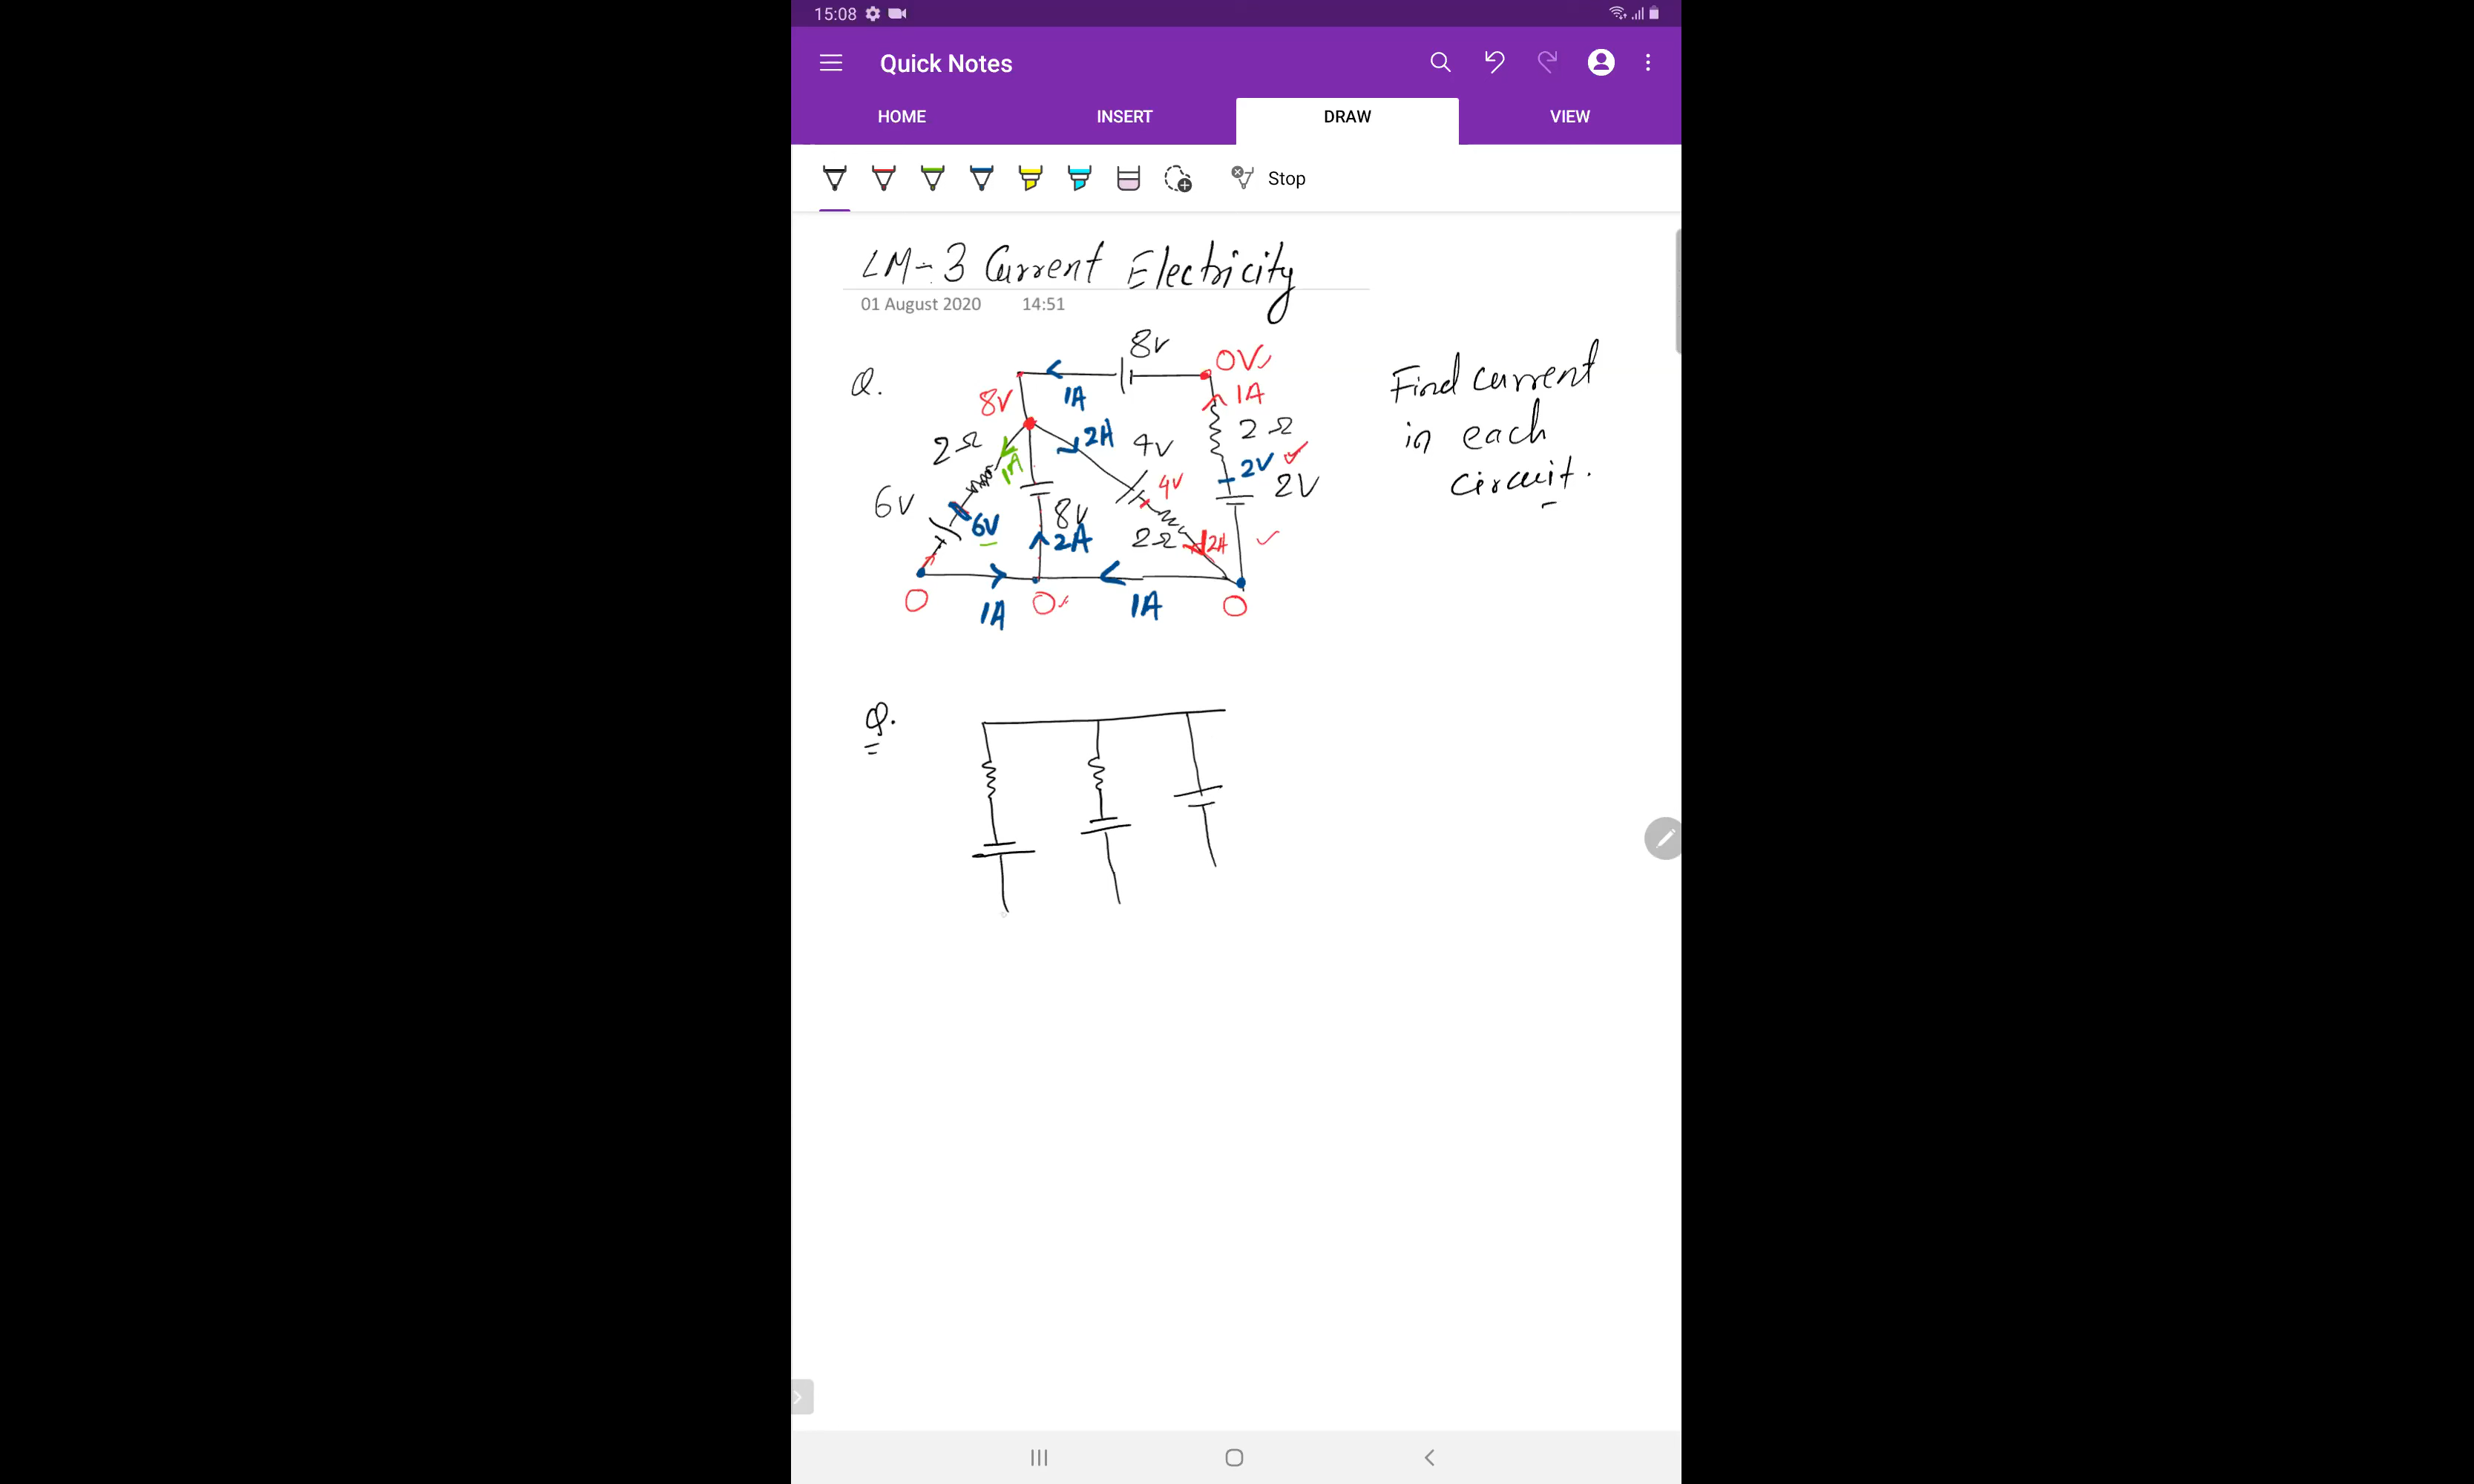 15:08
Quick Notes
HOME INSERT DRAW VIEW
Stop
LM-3 Current Electricity
01 August 2020 14:51
Q.
8V
0V
1A
1A
8V
2Ω
2A
4V
2Ω
1A
2V
4V
2V
6V
6V
8V
2A
2Ω
2A
0
1A
0
1A
0
Find current
in each
circuit.
Q.